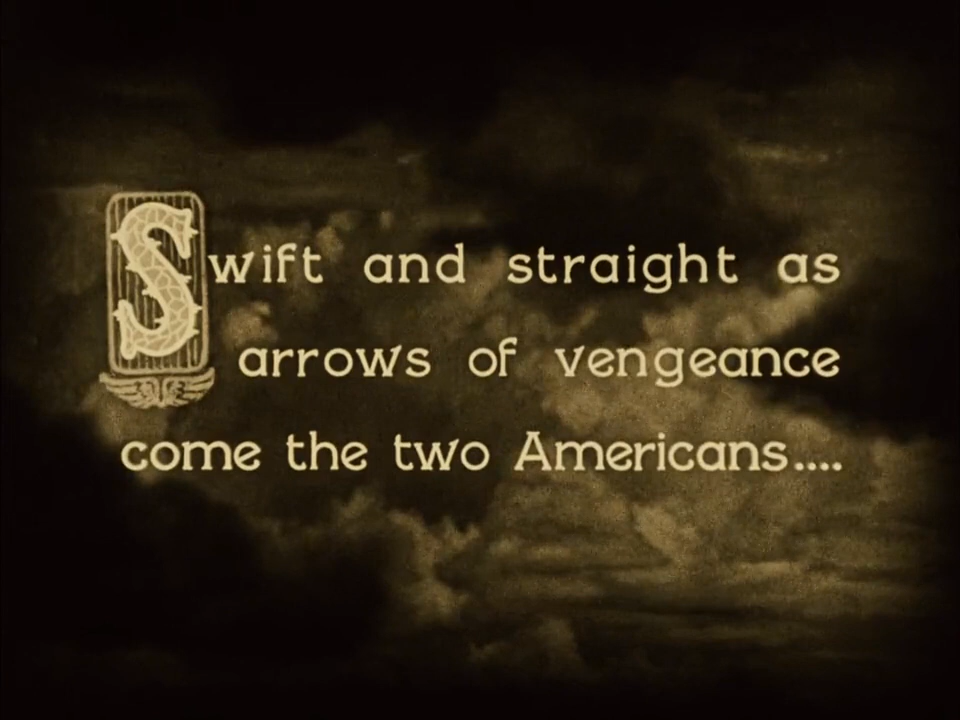 Swift and straight as
arrows of vengeance
come the two Americans....